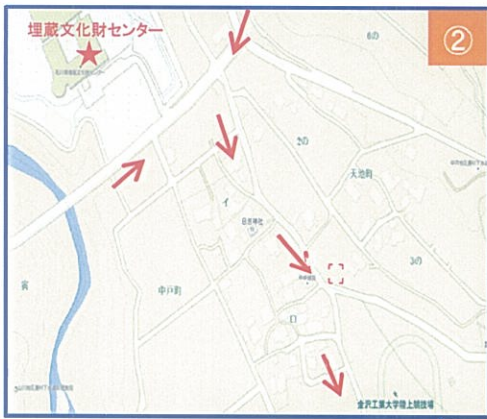 埋蔵文化財センター
②
6の
2の
天池町
イ
日吉神社
3の
中戸町
寅
ロ
金沢工業大学陸上競技場